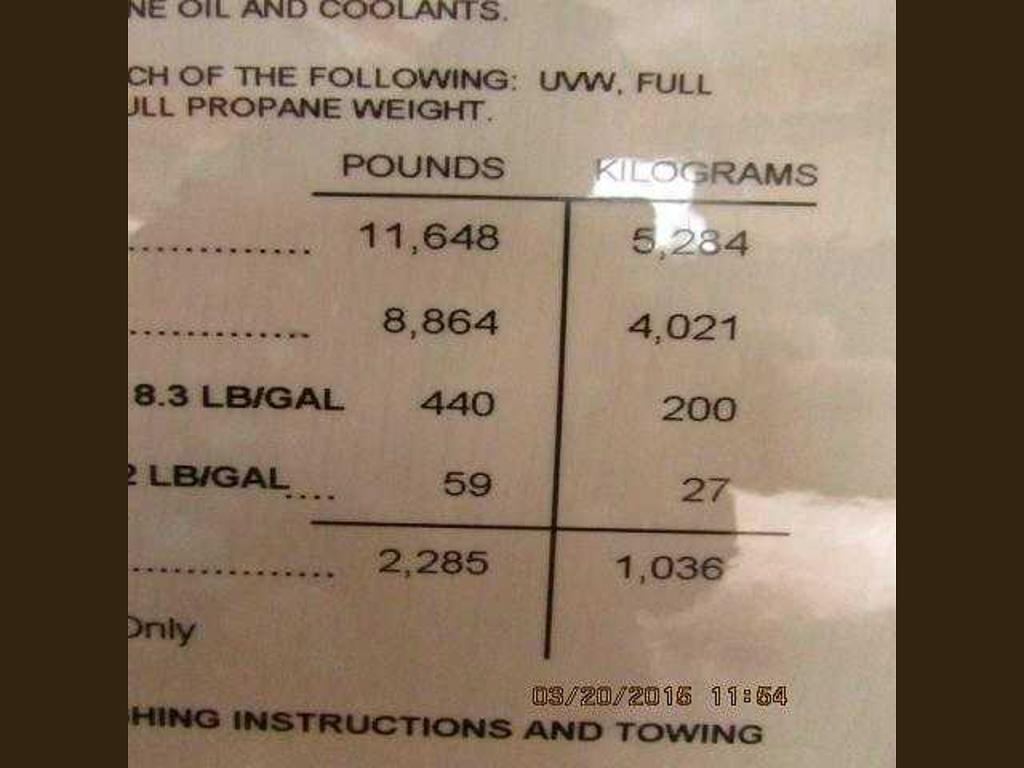 NE OIL AND COOLANTS.
CH OF THE FOLLOWING: UVW, FULL
ULL PROPANE WEIGHT.
POUNDS KILOGRAMS
11,648 5,284
8,864 4,021
8.3 LB/GAL 440 200
2 LB/GAL 59 27
2,285 1,036
Only
03/20/2015 11:54
HING INSTRUCTIONS AND TOWING